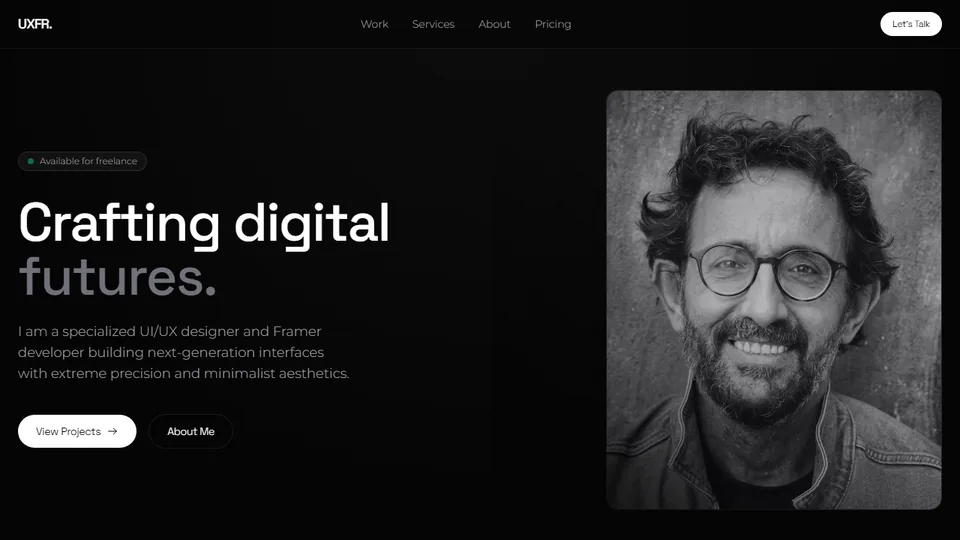 UXFR.
Work
Services
About
Pricing
Let's Talk
Available for freelance
Crafting digital
futures.
I am a specialized UI/UX designer and Framer
developer building next-generation interfaces
with extreme precision and minimalist aesthetics.
View Projects →
About Me